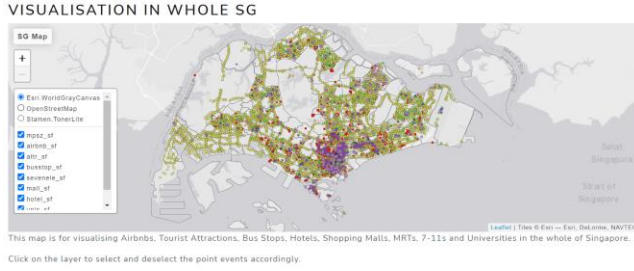 VISUALISATION IN WHOLE SG
SG Map
+
−
Esri.WorldGrayCanvas
OpenStreetMap
Stamen.TonerLite
mpsz_sf
airbnb_sf
attr_sf
busstop_sf
sevenele_sf
mall_sf
hotel_sf
Selat
Singapura
Strait of
Singapore
Leaflet | Tiles © Esri — Esri, DeLorme, NAVTEQ
This map is for visualising Airbnbs, Tourist Attractions, Bus Stops, Hotels, Shopping Malls, MRTs, 7-11s and Universities in the whole of Singapore.
Click on the layer to select and deselect the point events accordingly.